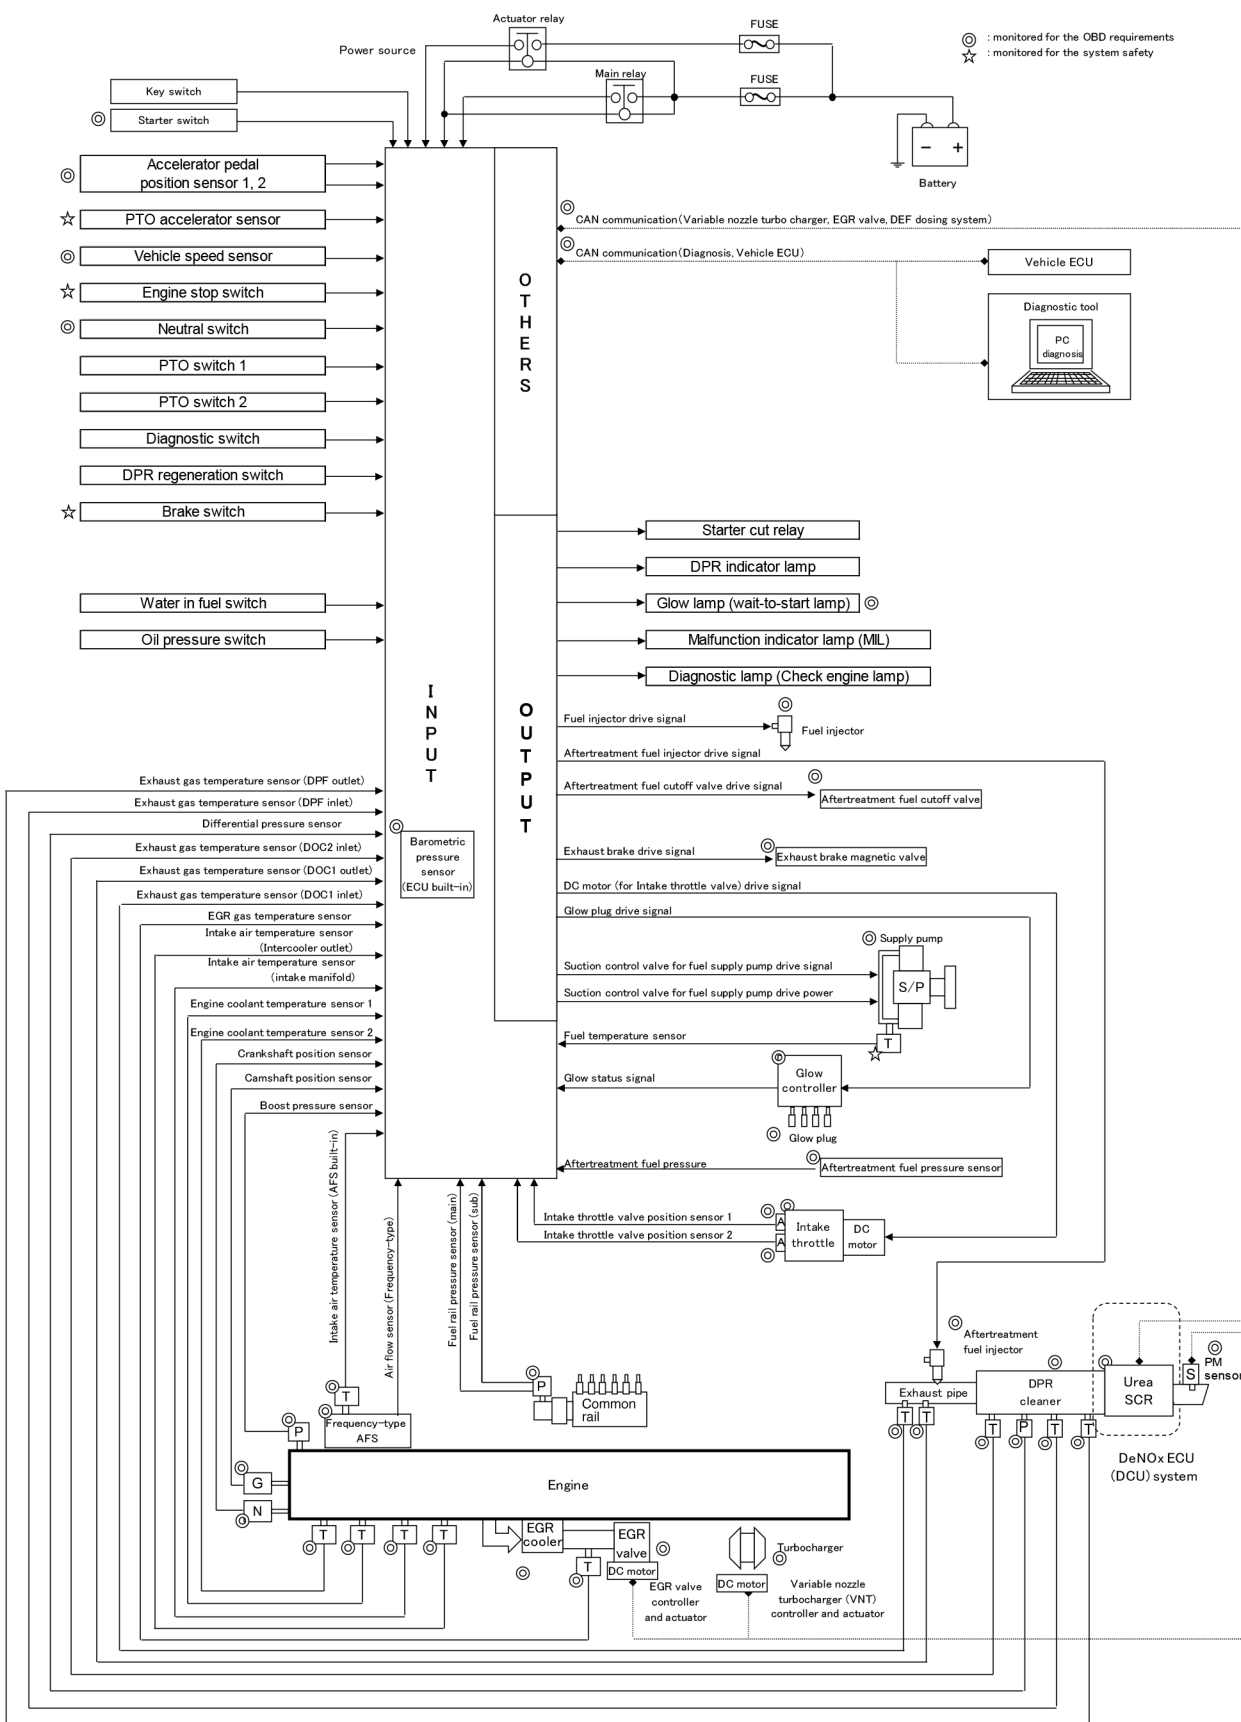 Actuator relay
FUSE
Power source
◎ : monitored for the OBD requirements
☆ : monitored for the system safety
Main relay
FUSE
Key switch
Starter switch
− +
Battery
Accelerator pedal
position sensor 1, 2
PTO accelerator sensor
Vehicle speed sensor
Engine stop switch
Neutral switch
PTO switch 1
PTO switch 2
Diagnostic switch
DPR regeneration switch
Brake switch
Water in fuel switch
Oil pressure switch
CAN communication(Variable nozzle turbo charger, EGR valve, DEF dosing system)
CAN communication(Diagnosis, Vehicle ECU)
Vehicle ECU
Diagnostic tool
PC
diagnosis
OTHERS
INPUT
OUTPUT
Starter cut relay
DPR indicator lamp
Glow lamp (wait-to-start lamp)
Malfunction indicator lamp (MIL)
Diagnostic lamp (Check engine lamp)
Fuel injector drive signal
Fuel injector
Aftertreatment fuel injector drive signal
Aftertreatment fuel cutoff valve drive signal
Aftertreatment fuel cutoff valve
Exhaust brake drive signal
Exhaust brake magnetic valve
DC motor (for Intake throttle valve) drive signal
Glow plug drive signal
Supply pump
Suction control valve for fuel supply pump drive signal
S/P
Suction control valve for fuel supply pump drive power
Fuel temperature sensor
T
Glow status signal
Glow
controller
Glow plug
Aftertreatment fuel pressure
Aftertreatment fuel pressure sensor
Intake throttle valve position sensor 1
Intake throttle valve position sensor 2
A
A
Intake
throttle
DC
motor
Exhaust gas temperature sensor (DPF outlet)
Exhaust gas temperature sensor (DPF inlet)
Differential pressure sensor
Exhaust gas temperature sensor (DOC2 inlet)
Exhaust gas temperature sensor (DOC1 outlet)
Exhaust gas temperature sensor (DOC1 inlet)
EGR gas temperature sensor
Intake air temperature sensor
(Intercooler outlet)
Intake air temperature sensor
(intake manifold)
Engine coolant temperature sensor 1
Engine coolant temperature sensor 2
Crankshaft position sensor
Camshaft position sensor
Boost pressure sensor
Barometric
pressure
sensor
(ECU built-in)
Intake air temperature sensor (AFS built-in)
Air flow sensor (Frequency-type)
Fuel rail pressure sensor (main)
Fuel rail pressure sensor (sub)
T
Frequency-type
AFS
P
P
Common
rail
G
N
Engine
T T T T
EGR
cooler
EGR
valve
T
DC motor
EGR valve
controller
and actuator
Turbocharger
DC motor
Variable nozzle
turbocharger (VNT)
controller and actuator
Aftertreatment
fuel injector
Exhaust pipe
DPR
cleaner
Urea
SCR
S
PM
sensor
T T
T P T T
DeNOx ECU
(DCU) system